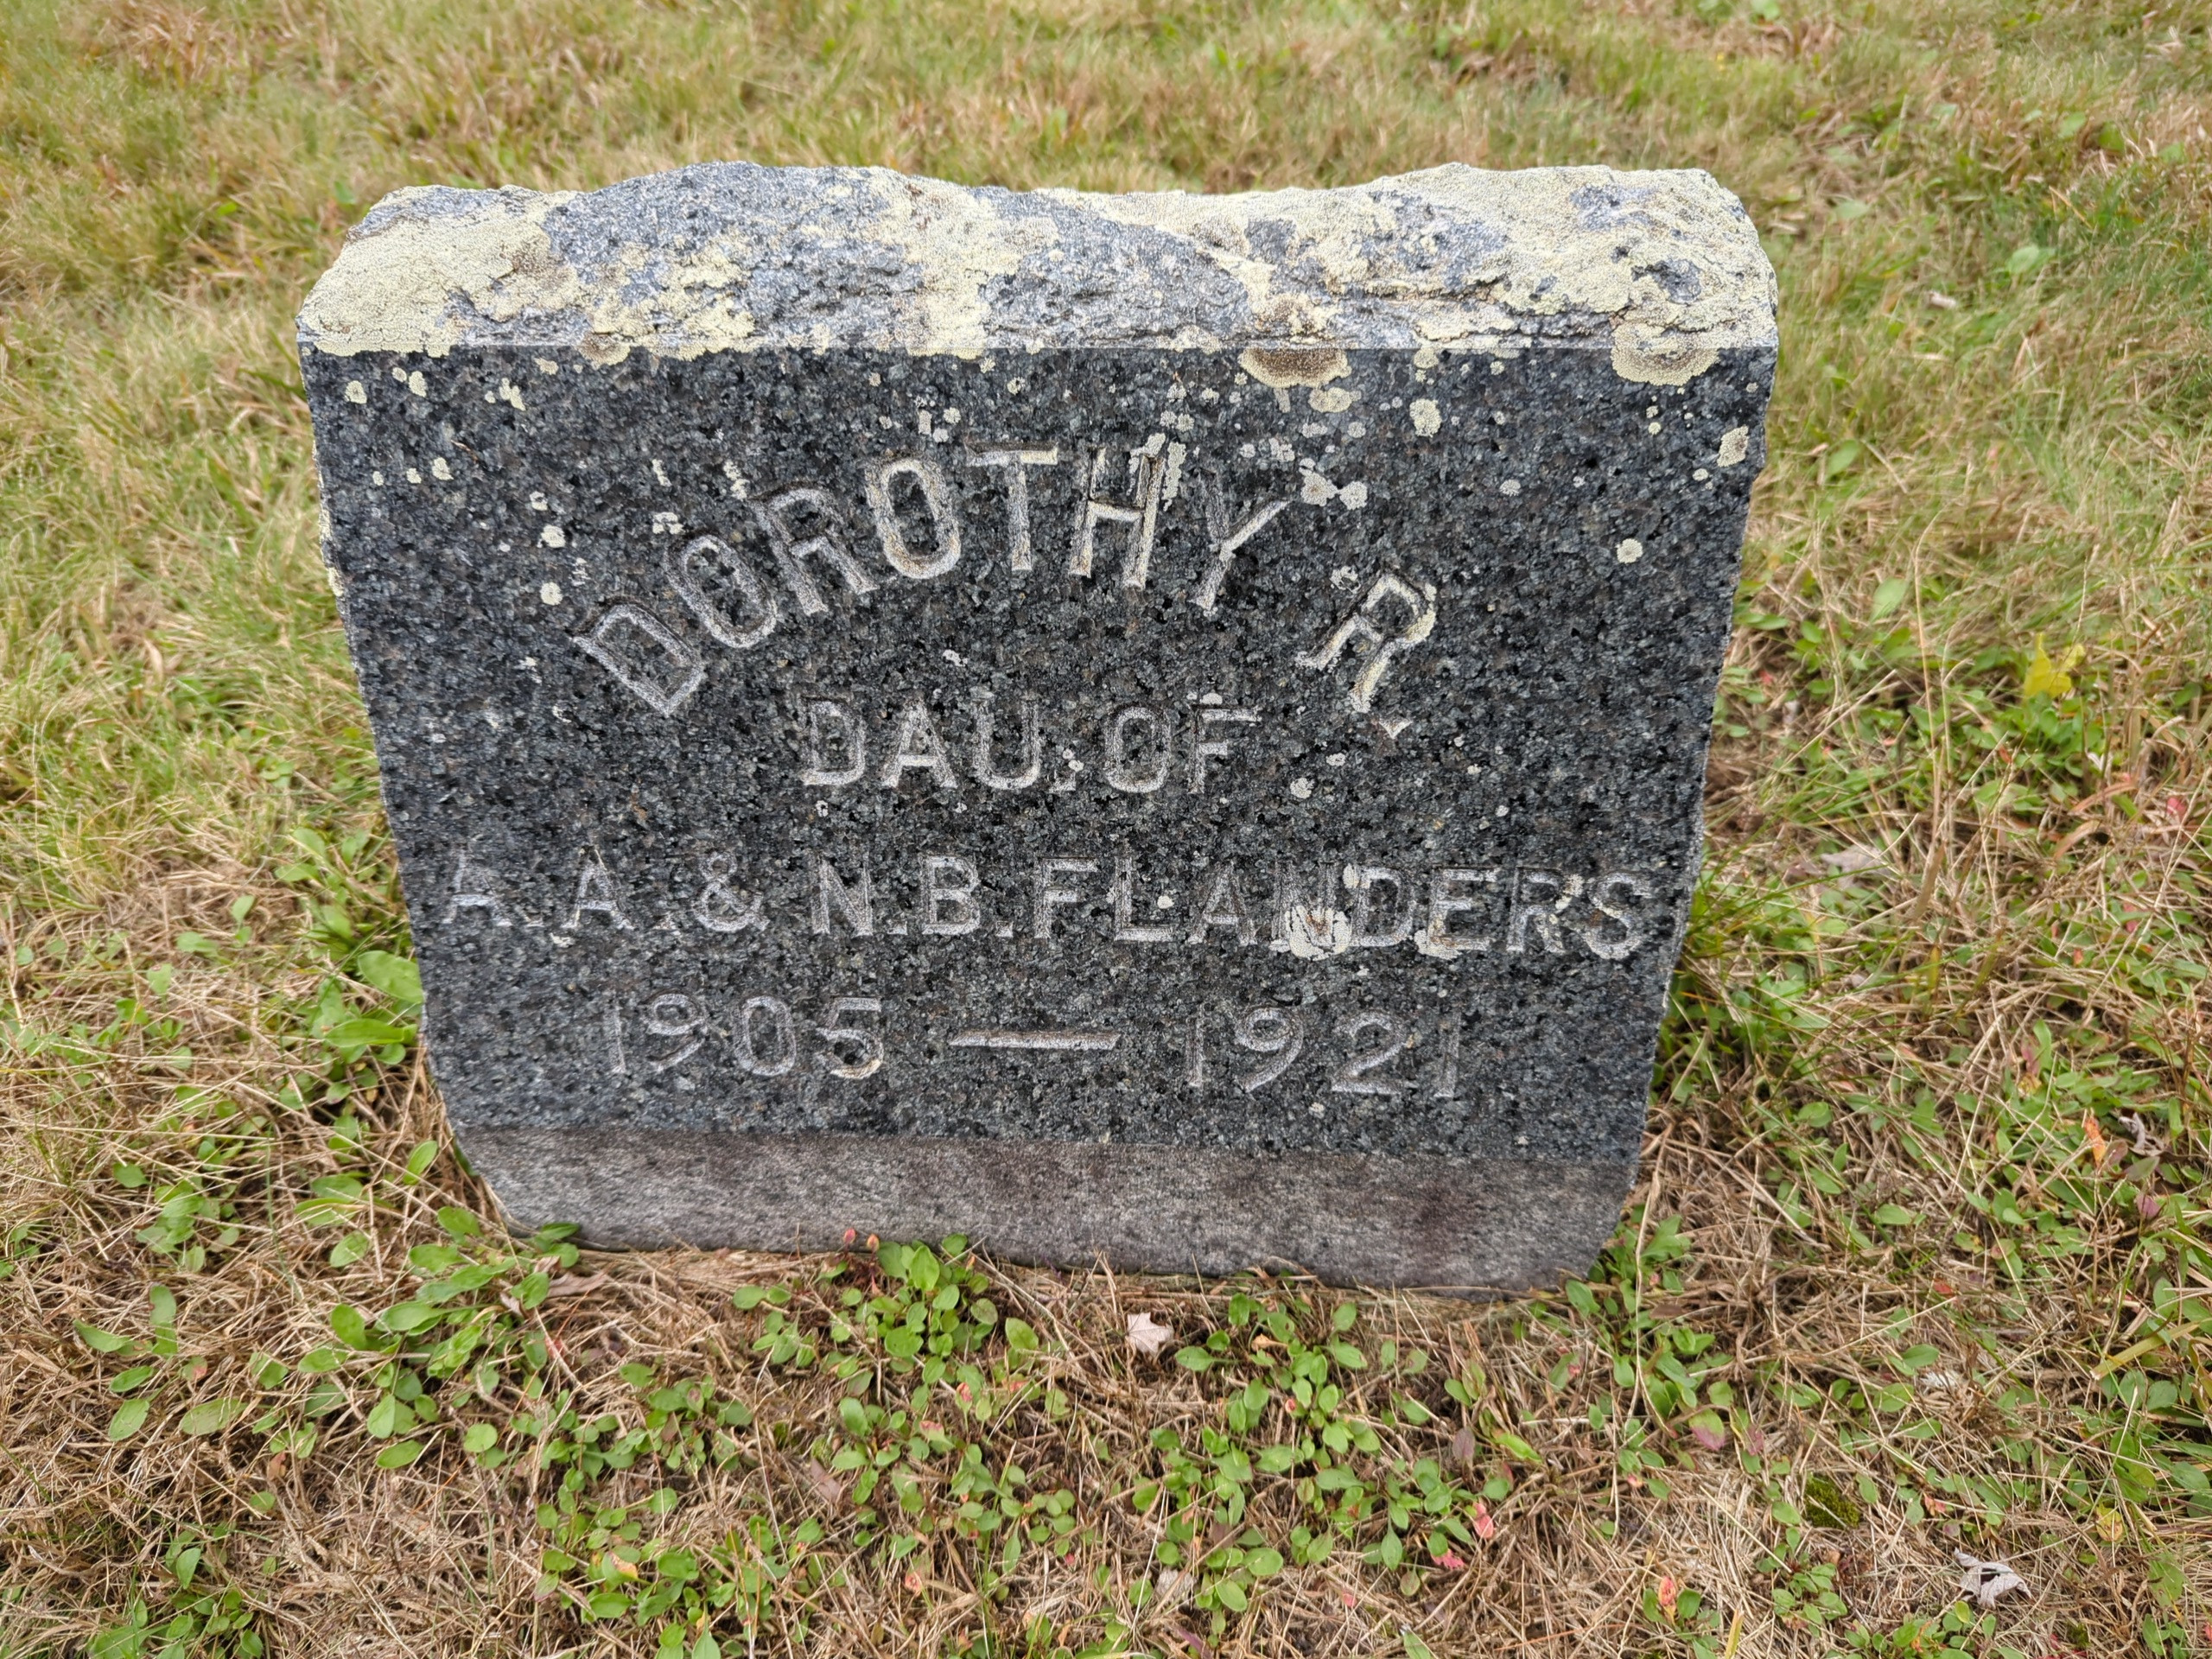 DOROTHY R.
DAU. OF
A. A. & N. B. FLANDERS
1905 — 1921